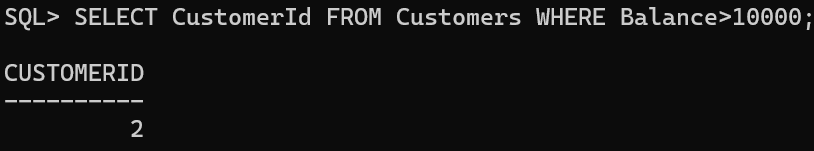 SQL> SELECT CustomerId FROM Customers WHERE Balance>10000;
CUSTOMERID
----------
2